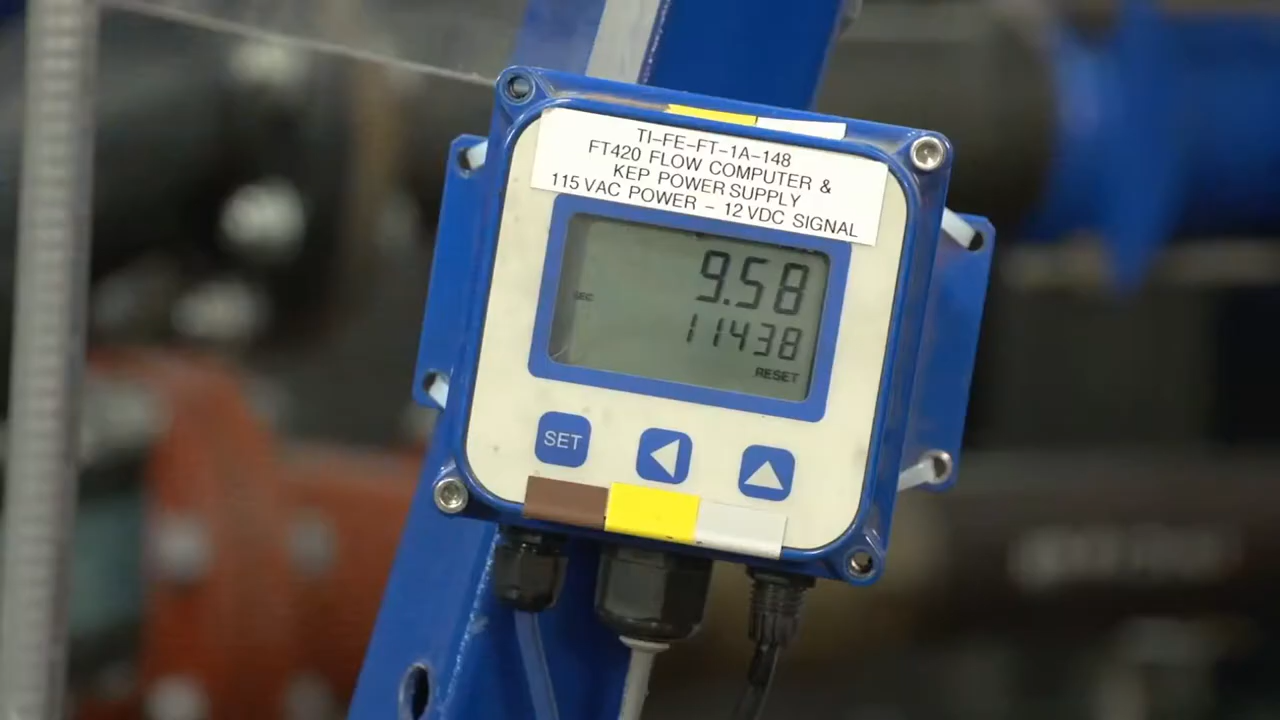 TI-FE-FT-1A-148
FT420 FLOW COMPUTER &
KEP POWER SUPPLY
115 VAC POWER - 12 VDC SIGNAL
9.58
SEC
11438
RESET
SET